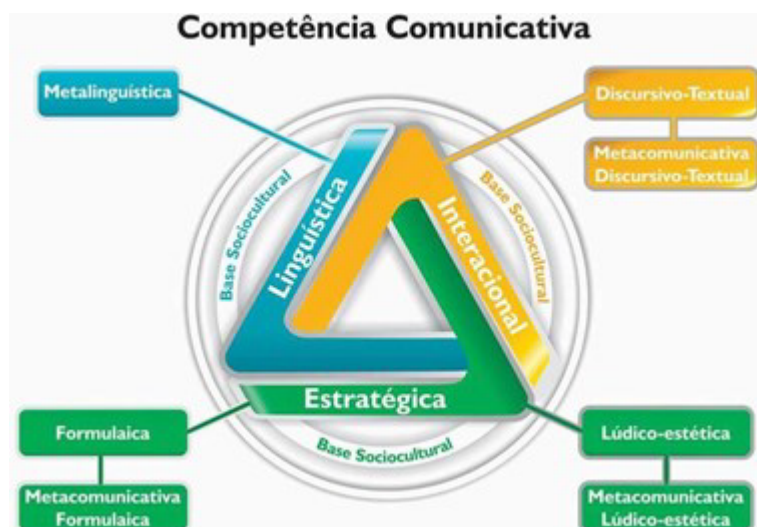 Competência Comunicativa
Metalinguística
Discursivo-Textual
Metacomunicativa
Discursivo-Textual
Base Sociocultural
Linguística
Interacional
Base Sociocultural
Estratégica
Base Sociocultural
Formulaica
Metacomunicativa
Formulaica
Lúdico-estética
Metacomunicativa
Lúdico-estética